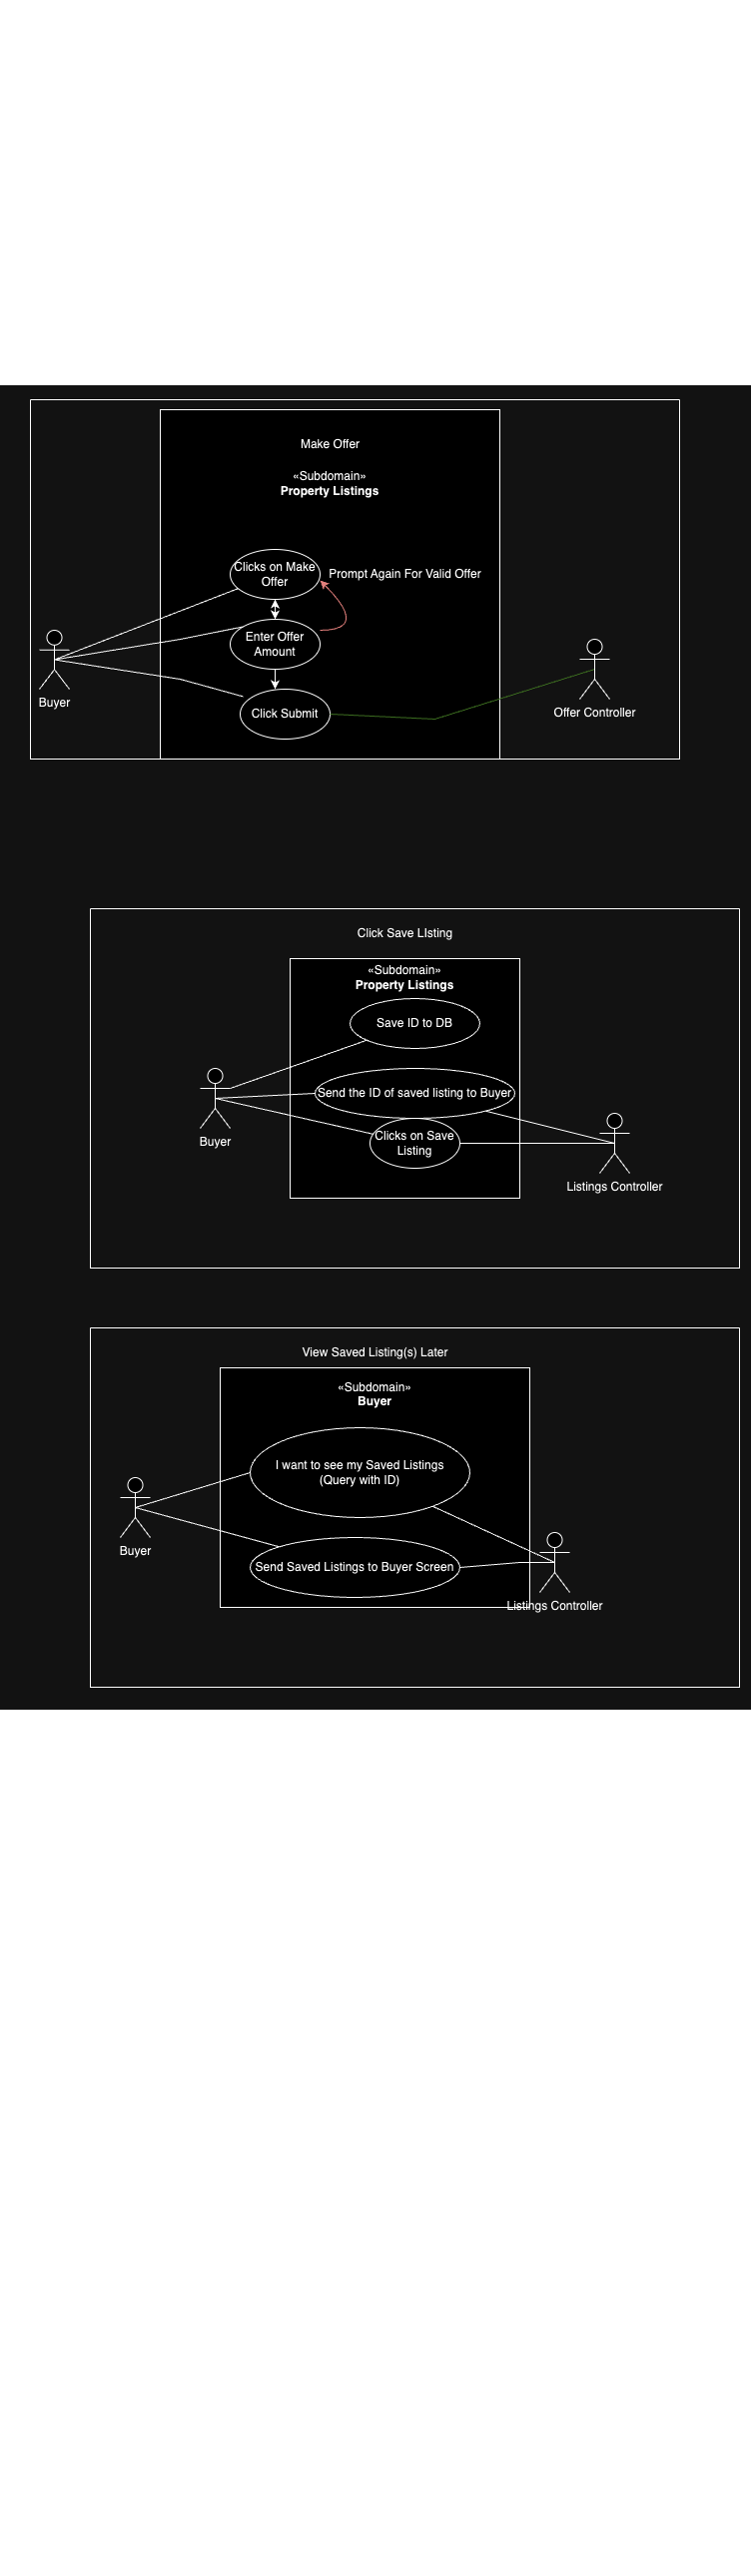 Make Offer
«Subdomain»
Property Listings
Clicks on Make
Offer
Prompt Again For Valid Offer
Enter Offer
Amount
Buyer
Click Submit
Offer Controller
Click Save LIsting
«Subdomain»
Property Listings
Save ID to DB
Send the ID of saved listing to Buyer
Clicks on Save
Listing
Buyer
Listings Controller
View Saved Listing(s) Later
«Subdomain»
Buyer
I want to see my Saved Listings
(Query with ID)
Buyer
Send Saved Listings to Buyer Screen
Listings Controller